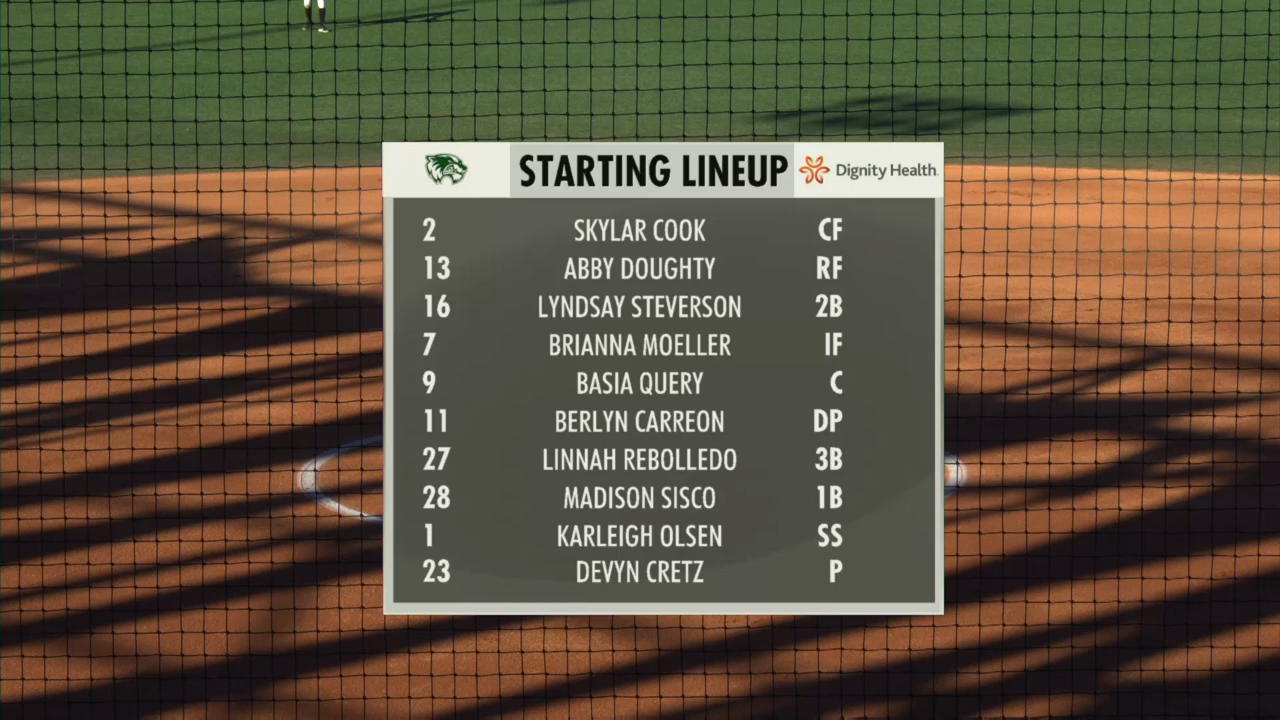 STARTING LINEUP
Dignity Health
2 SKYLAR COOK CF
13 ABBY DOUGHTY RF
16 LYNDSAY STEVERSON 2B
7 BRIANNA MOELLER IF
9 BASIA QUERY C
11 BERLYN CARREON DP
27 LINNAH REBOLLEDO 3B
28 MADISON SISCO 1B
1 KARLEIGH OLSEN SS
23 DEVYN CRETZ P